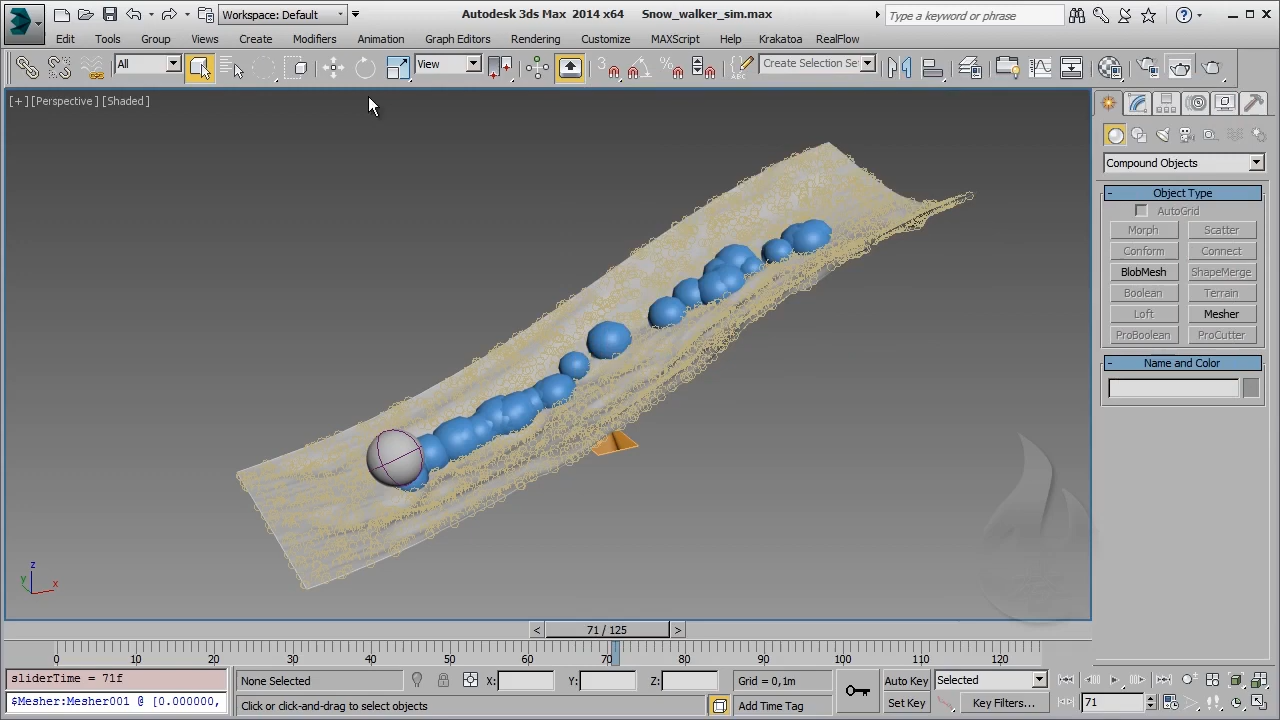 Workspace: Default
Autodesk 3ds Max 2014 x64 Snow_walker_sim.max
Type a keyword or phrase
Edit Tools Group Views Create Modifiers Animation Graph Editors Rendering Customize MAXScript Help Krakatoa RealFlow
All View 3 Create Selection Se
[+][Perspective][Shaded]
Compound Objects
- Object Type
AutoGrid
Morph Scatter
Conform Connect
BlobMesh ShapeMerge
Boolean Terrain
Loft Mesher
ProBoolean ProCutter
- Name and Color
z
y
x
< 71 / 125 >
0 10 20 30 40 50 60 70 80 90 100 110 120
sliderTime = 71f
None Selected X: Y: Z: Grid = 0,1m Auto Key Selected
$Mesher:Mesher001 @ [0.000000,
Click or click-and-drag to select objects Add Time Tag Set Key Key Filters... 71